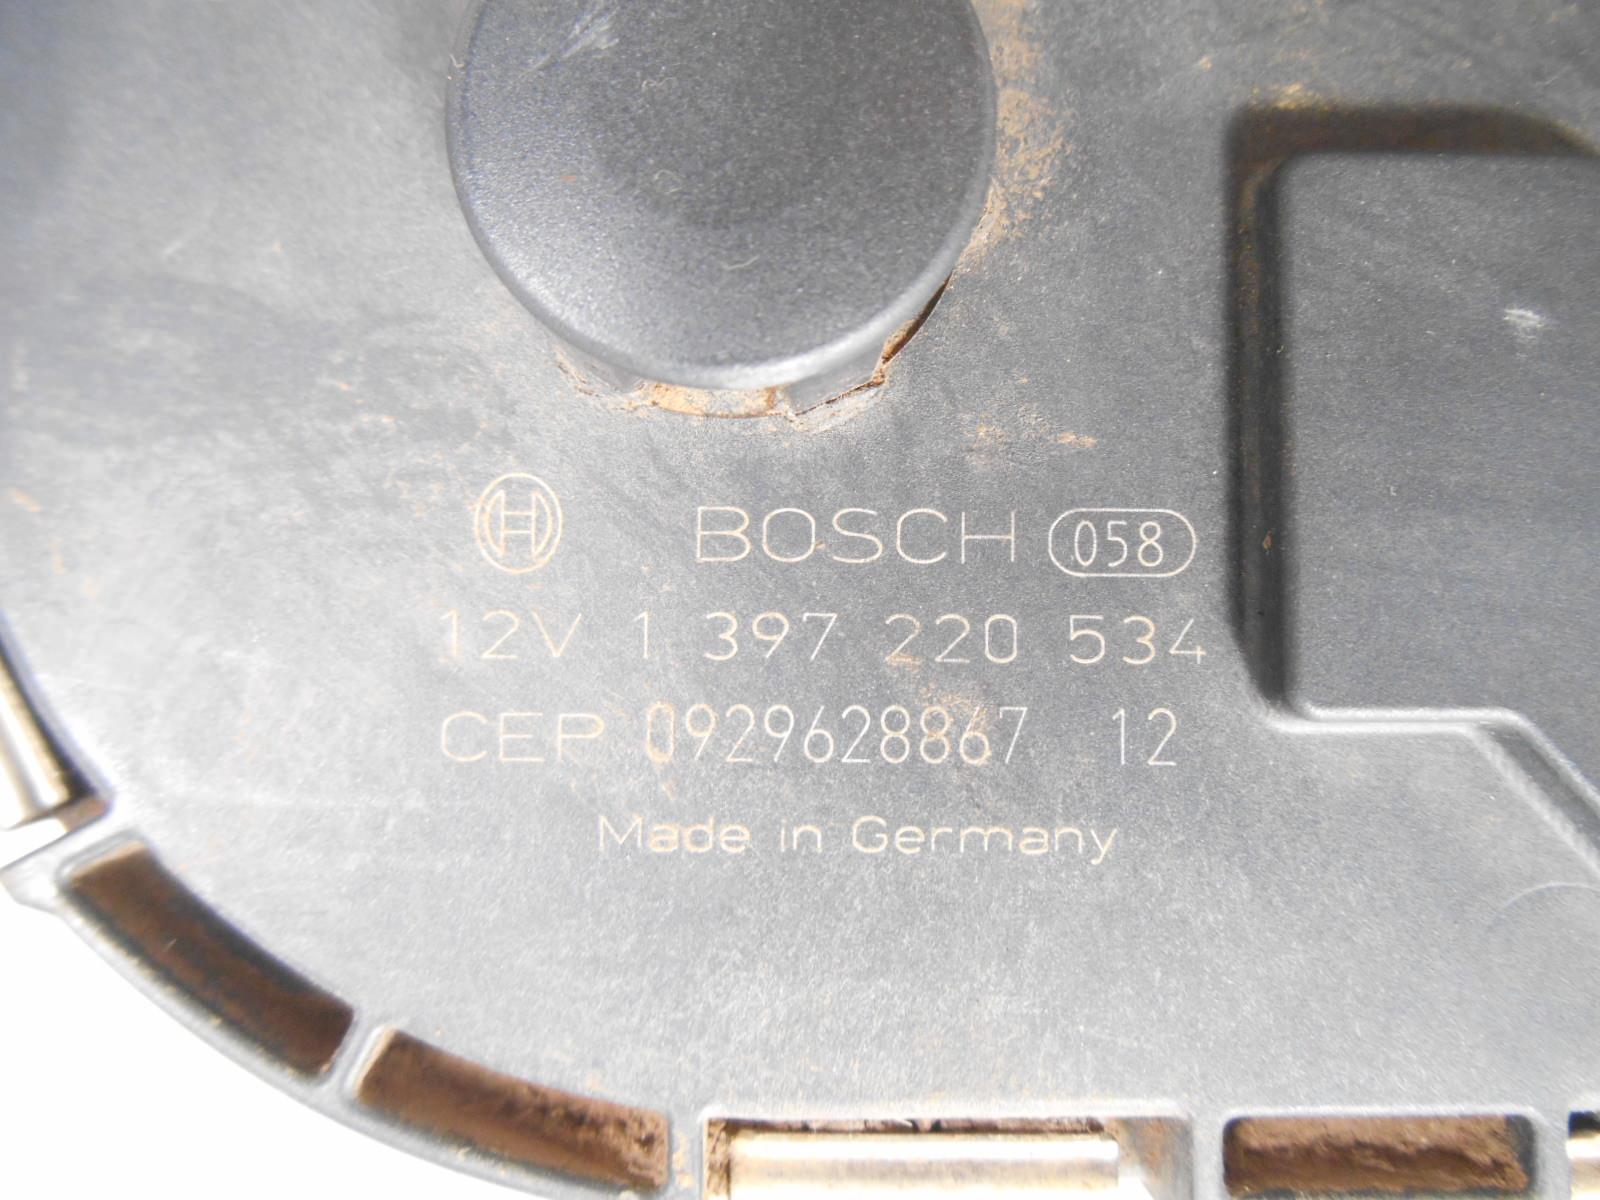 BOSCH 058
12V 1 397 220 534
CEP 0929628867 12
Made in Germany